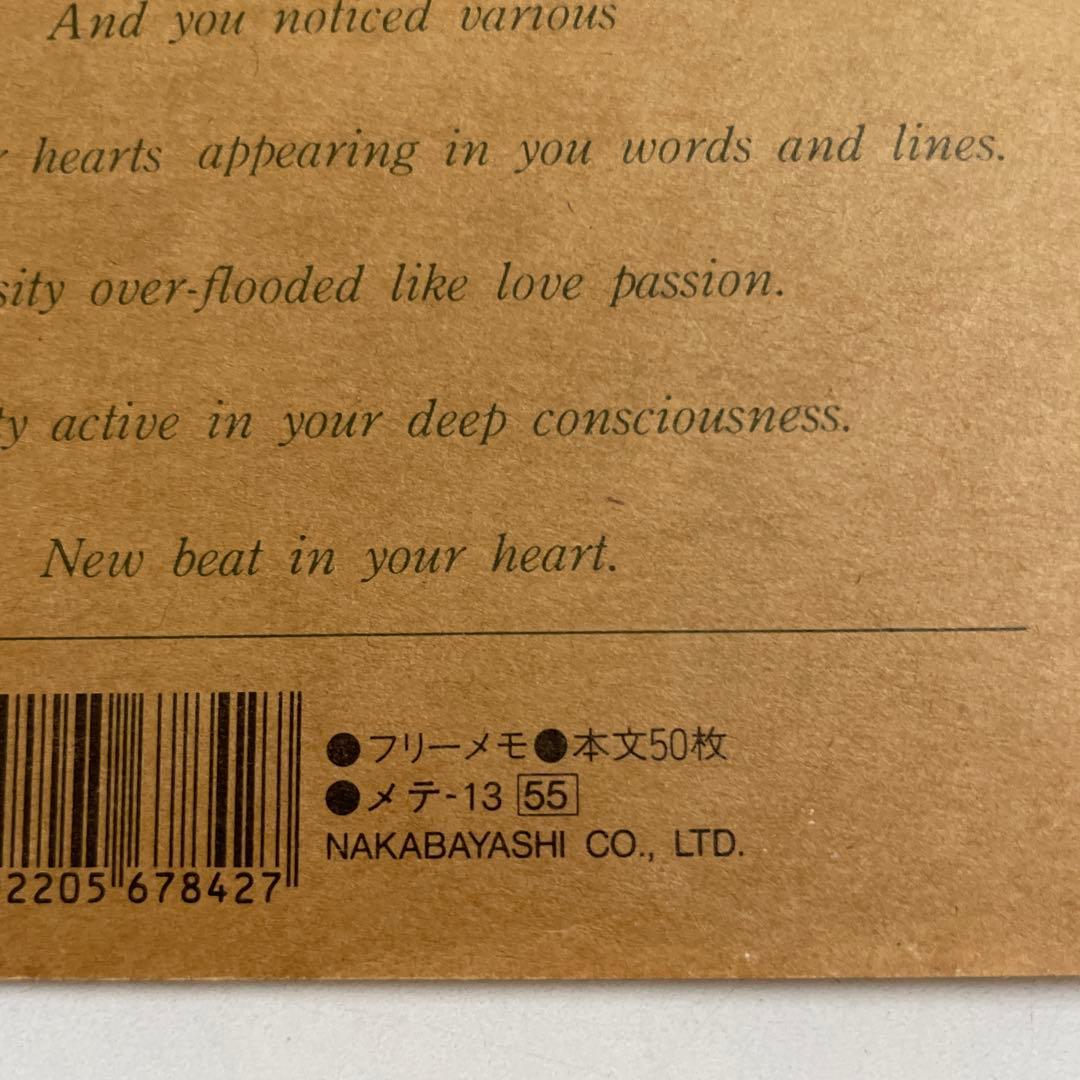 And you noticed various
hearts appearing in you words and lines.
over-flooded like love passion.
active in your deep consciousness.
New beat in your heart.
●フリーメモ●本文50枚
●メテ-13 55
NAKABAYASHI CO., LTD.
2205 678427